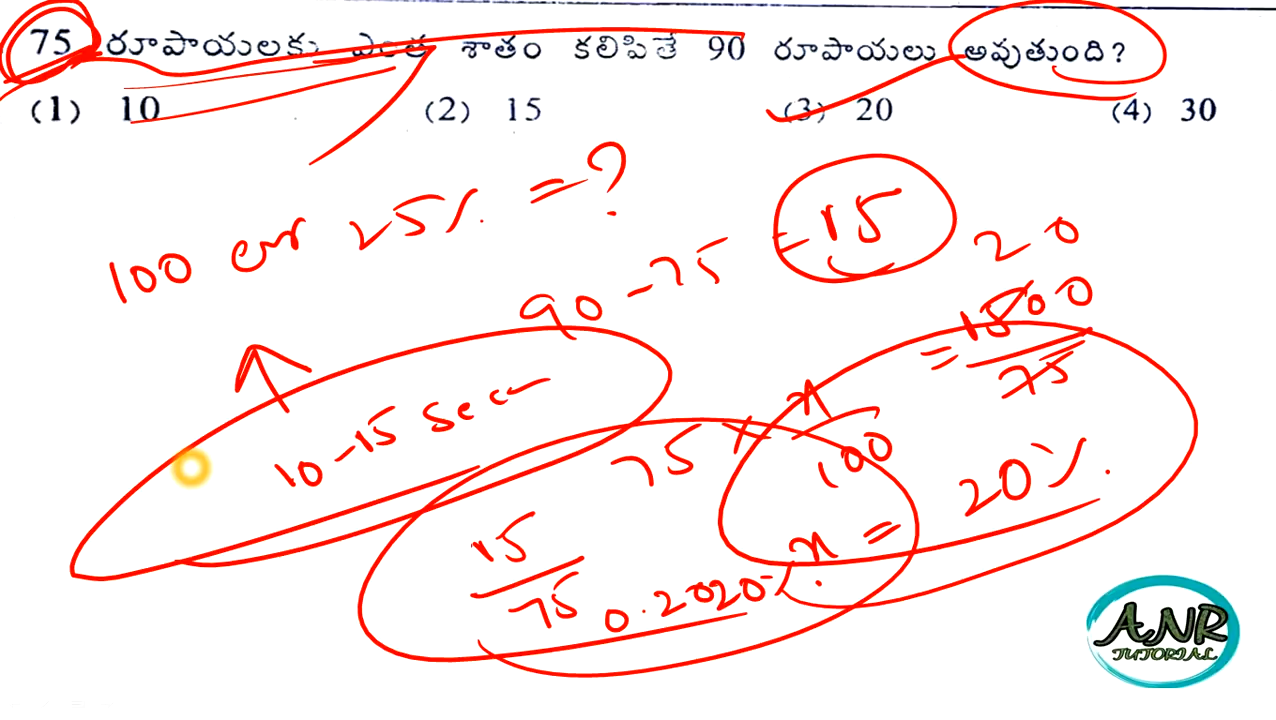 75 రూపాయలకు ఎంత శాతం కలిపితే 90 రూపాయలు అవుతుంది?
(1) 10 (2) 15 (3) 20 (4) 30
100 లో 25% = ?
90 - 75 = 15
20
= 1500
75
10-15 sec
75 × x
100
15
75
0.20 20%
x = 20%.
ANR
TUTORIAL